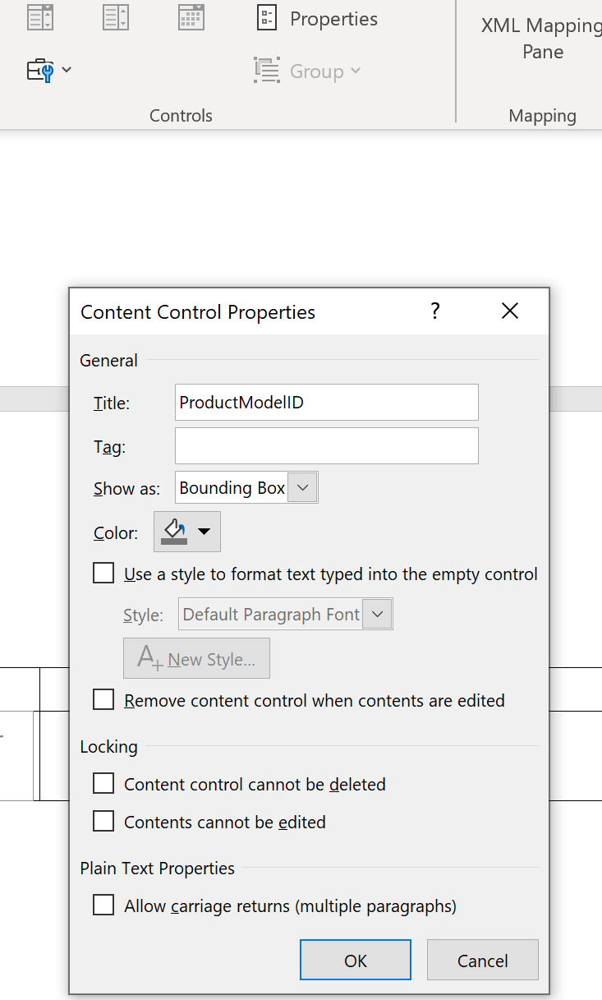 Properties
XML Mapping
Pane
Group
Controls
Mapping
Content Control Properties
?
General
Title: ProductModelID
Tag:
Show as: Bounding Box
Color:
Use a style to format text typed into the empty control
Style: Default Paragraph Font
A+ New Style...
Remove content control when contents are edited
Locking
Content control cannot be deleted
Contents cannot be edited
Plain Text Properties
Allow carriage returns (multiple paragraphs)
OK Cancel